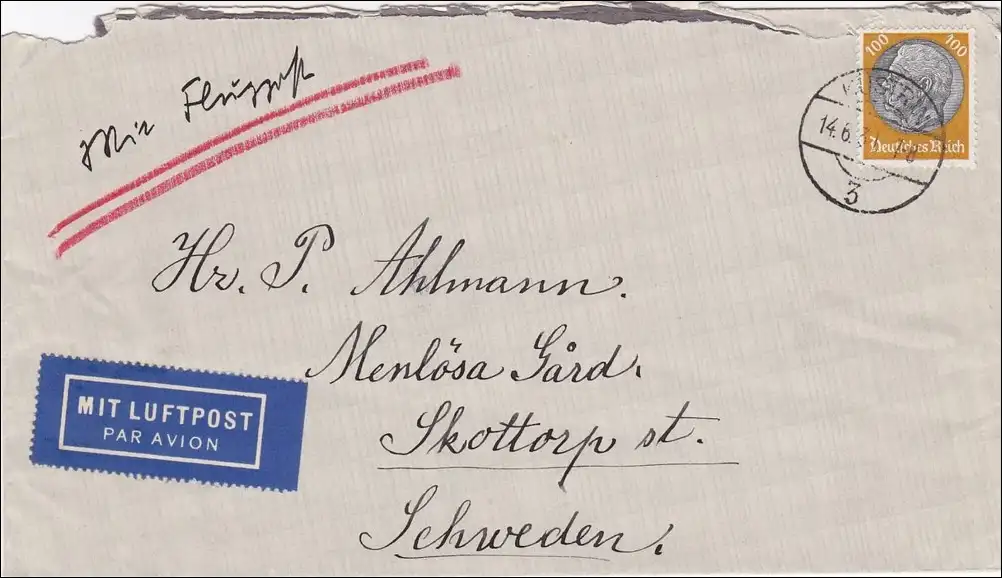 Mit Flugpost
100 100
Deutsches Reich
KÜSTRIN
14.6.
3
Hr. P. Ahlmann.
Menlösa Gård.
Skottorp st.
Schweden.
MIT LUFTPOST
PAR AVION